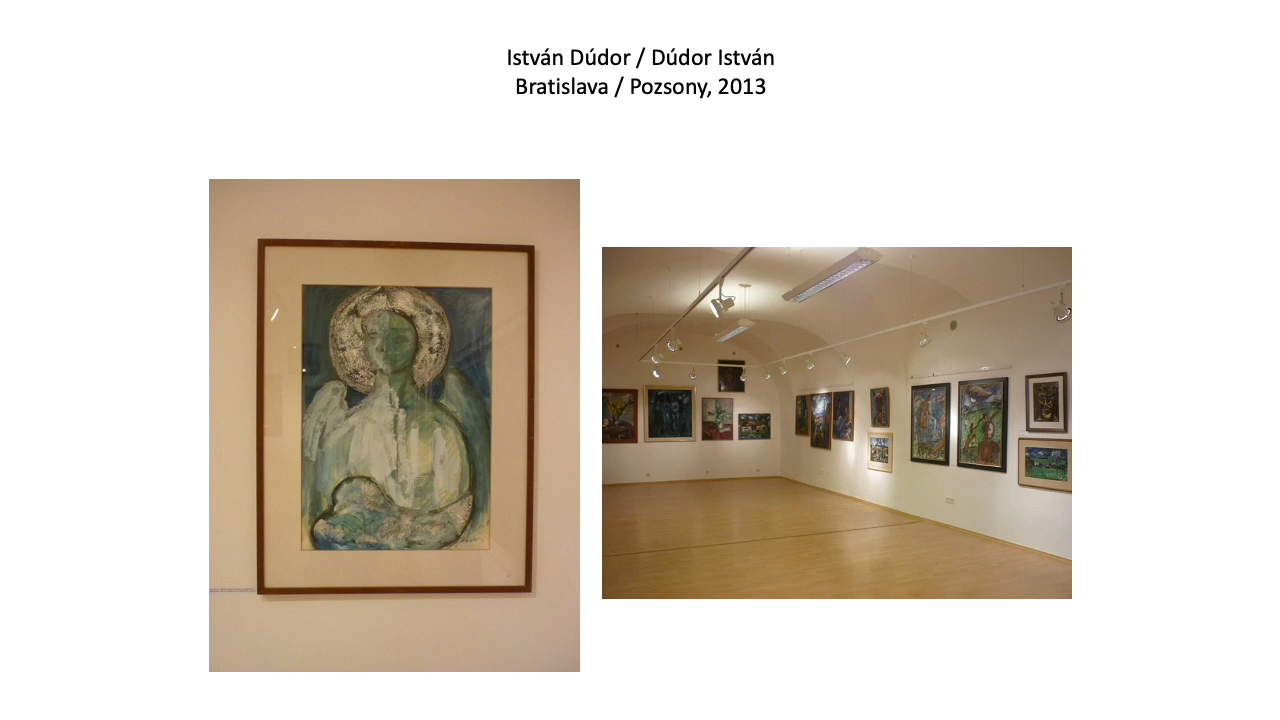 István Dúdor / Dúdor István
Bratislava / Pozsony, 2013